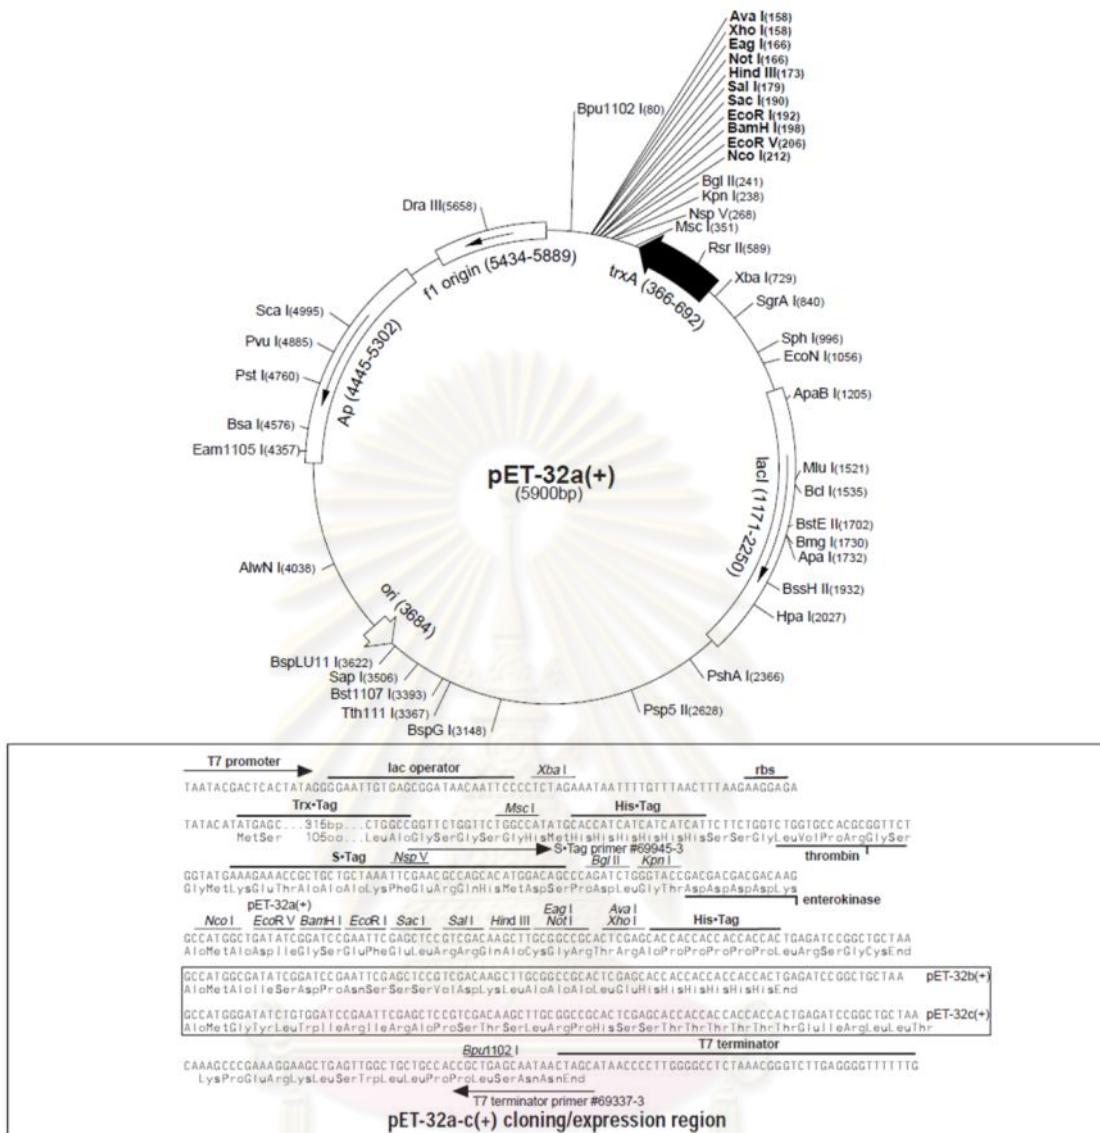 Ava I(158)
Xho I(158)
Eag I(166)
Not I(166)
Hind III(173)
Sal I(179)
Sac I(190)
EcoR I(192)
BamH I(198)
EcoR V(206)
Nco I(212)
Bpu1102 I(80)
Bgl II(241)
Kpn I(238)
Nsp V(268)
Msc I(351)
Rsr II(589)
Xba I(729)
SgrA I(840)
Sph I(996)
EcoN I(1056)
ApaB I(1205)
Mlu I(1521)
Bcl I(1535)
BstE II(1702)
Bmg I(1730)
Apa I(1732)
BssH II(1932)
Hpa I(2027)
PshA I(2366)
Psp5 II(2628)
BspG I(3148)
Tth111 I(3367)
Bst1107 I(3393)
Sap I(3506)
BspLU11 I(3622)
AlwN I(4038)
Eam1105 I(4357)
Bsa I(4576)
Pst I(4760)
Pvu I(4885)
Sca I(4995)
Dra III(5658)
f1 origin (5434-5889)
trxA (366-692)
Ap (4445-5302)
lacI (1171-2250)
ori (3684)
pET-32a(+)
(5900bp)
T7 promoter
lac operator
Xba I
rbs
TAATACGACTCACTATAGGGGAATTGTGAGCGGATAACAATTCCCCTCTAGAAATAATTTTGTTTAACTTTAAGAAGGAGA
Trx•Tag
Msc I
His•Tag
TATACATATGAGC...315bp...CTGGCCGGTTCTGGTTCTGGCCATATGCACCATCATCATCATCATTCTTCTGGTCTGGTGCCACGCGGTTCT
MetSer 105aa...LeuAlaGlySerGlySerGlyHisMetHisHisHisHisHisHisSerSerGlyLeuValProArgGlySer
S•Tag primer #69945-3
thrombin
S•Tag
Nsp V
Bgl II
Kpn I
GGTATGAAAGAAACCGCTGCTGCTAAATTCGAACGCCAGCACATGGACAGCCCAGATCTGGGTACCGACGACGACGACAAG
GlyMetLysGluThrAlaAlaAlaLysPheGluArgGlnHisMetAspSerProAspLeuGlyThrAspAspAspAspLys
enterokinase
pET-32a(+)
Eag I
Ava I
Nco I
EcoR V
BamH I
EcoR I
Sac I
Sal I
Hind III
Not I
Xho I
His•Tag
GCCATGGCTGATATCGGATCCGAATTCGAGCTCCGTCGACAAGCTTGCGGCCGCACTCGAGCACCACCACCACCACCACTGAGATCCGGCTGCTAA
AlaMetAlaAspIleGlySerGluPheGluLeuArgArgGlnAlaCysGlyArgThrArgAlaProProProProProLeuArgSerGlyCysEnd
GCCATGGCGATATCGGATCCGAATTCGAGCTCCGTCGACAAGCTTGCGGCCGCACTCGAGCACCACCACCACCACCACTGAGATCCGGCTGCTAA
pET-32b(+)
AlaMetAlaIleSerAspProAsnSerSerSerValAspLysLeuAlaAlaAlaLeuGluHisHisHisHisHisHisEnd
GCCATGGGATATCTGTGGATCCGAATTCGAGCTCCGTCGACAAGCTTGCGGCCGCACTCGAGCACCACCACCACCACCACTGAGATCCGGCTGCTAA
pET-32c(+)
AlaMetGlyTyrLeuTrpIleArgIleArgAlaProSerThrSerLeuArgProHisSerSerThrThrThrThrThrThrGluIleArgLeuLeuThr
Bpu1102 I
T7 terminator
CAAAGCCCGAAAGGAAGCTGAGTTGGCTGCTGCCACCGCTGAGCAATAACTAGCATAACCCCTTGGGGCCTCTAAACGGGTCTTGAGGGGTTTTTTG
LysProGluArgLysLeuSerTrpLeuLeuProProLeuSerAsnAsnEnd
T7 terminator primer #69337-3
pET-32a-c(+) cloning/expression region